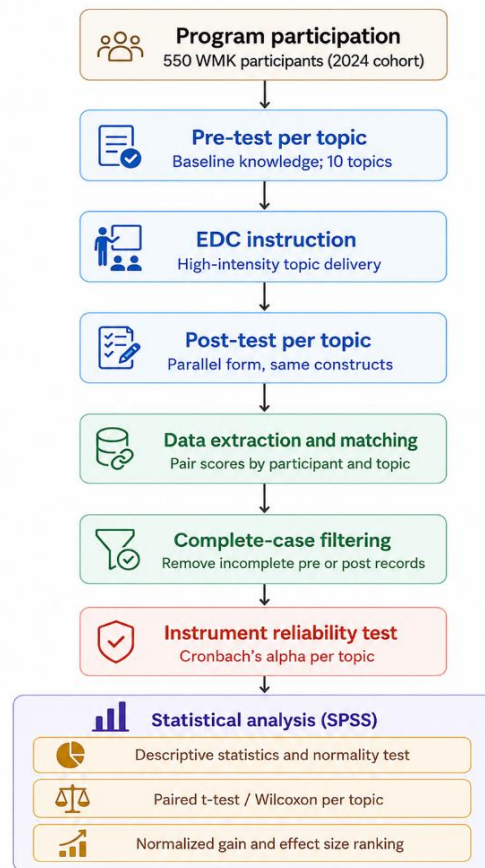 Program participation
550 WMK participants (2024 cohort)
Pre-test per topic
Baseline knowledge; 10 topics
EDC instruction
High-intensity topic delivery
Post-test per topic
Parallel form, same constructs
Data extraction and matching
Pair scores by participant and topic
Complete-case filtering
Remove incomplete pre or post records
Instrument reliability test
Cronbach's alpha per topic
Statistical analysis (SPSS)
Descriptive statistics and normality test
Paired t-test / Wilcoxon per topic
Normalized gain and effect size ranking